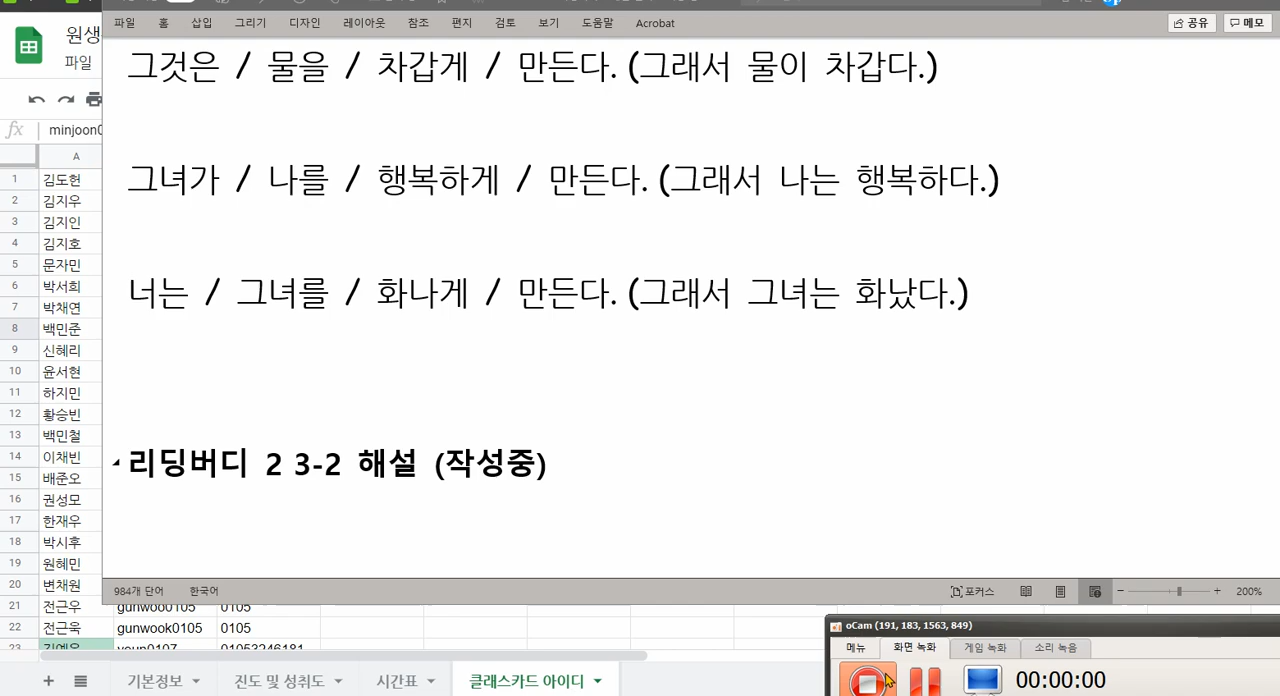 원생
파일
파일 홈 삽입 그리기 디자인 레이아웃 참조 편지 검토 보기 도움말 Acrobat
공유 메모
그것은 / 물을 / 차갑게 / 만든다. (그래서 물이 차갑다.)
그녀가 / 나를 / 행복하게 / 만든다. (그래서 나는 행복하다.)
너는 / 그녀를 / 화나게 / 만든다. (그래서 그녀는 화났다.)
리딩버디 2 3-2 해설 (작성중)
984개 단어 한국어
포커스
200%
fx minjoon0
A
1 김도헌
2 김지우
3 김지인
4 김지호
5 문자민
6 박서희
7 박채연
8 백민준
9 신혜리
10 윤서현
11 하지민
12 황승빈
13 백민철
14 이채빈
15 배준오
16 권성모
17 한재우
18 박시후
19 원혜민
20 변채원
21 전근우 gunwoo0105 0105
22 전근욱 gunwook0105 0105
23 youn0107 01053246181
기본정보 진도 및 성취도 시간표 클래스카드 아이디
oCam (191, 183, 1563, 849)
메뉴 화면 녹화 게임 녹화 소리 녹음
00:00:00